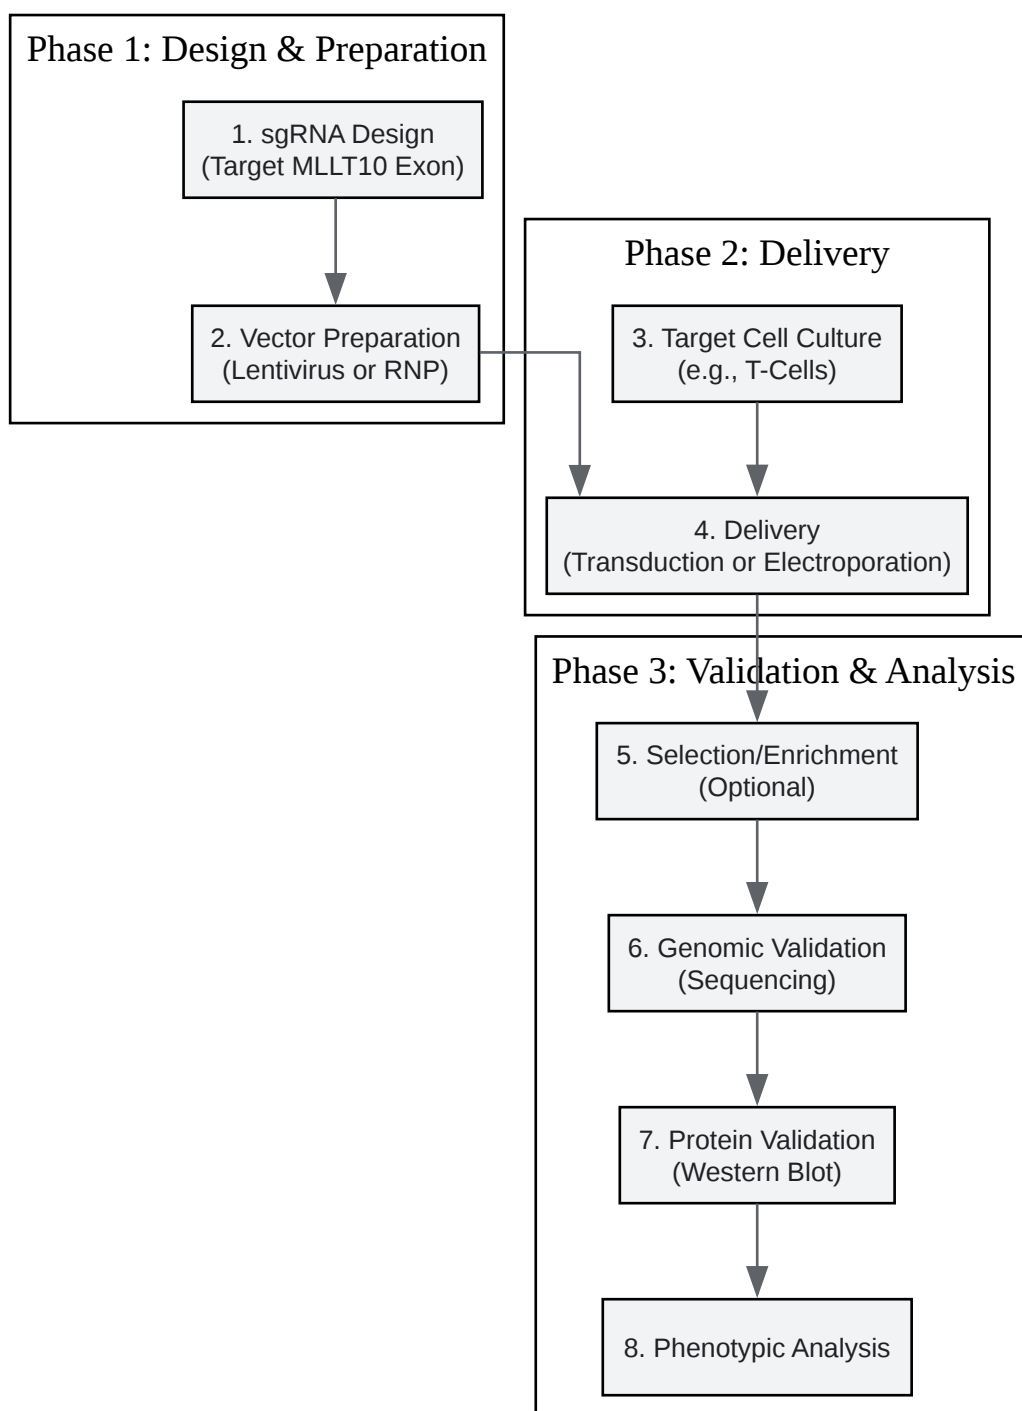 Phase 1: Design & Preparation
1. sgRNA Design
(Target MLLT10 Exon)
2. Vector Preparation
(Lentivirus or RNP)
Phase 2: Delivery
3. Target Cell Culture
(e.g., T-Cells)
4. Delivery
(Transduction or Electroporation)
Phase 3: Validation & Analysis
5. Selection/Enrichment
(Optional)
6. Genomic Validation
(Sequencing)
7. Protein Validation
(Western Blot)
8. Phenotypic Analysis